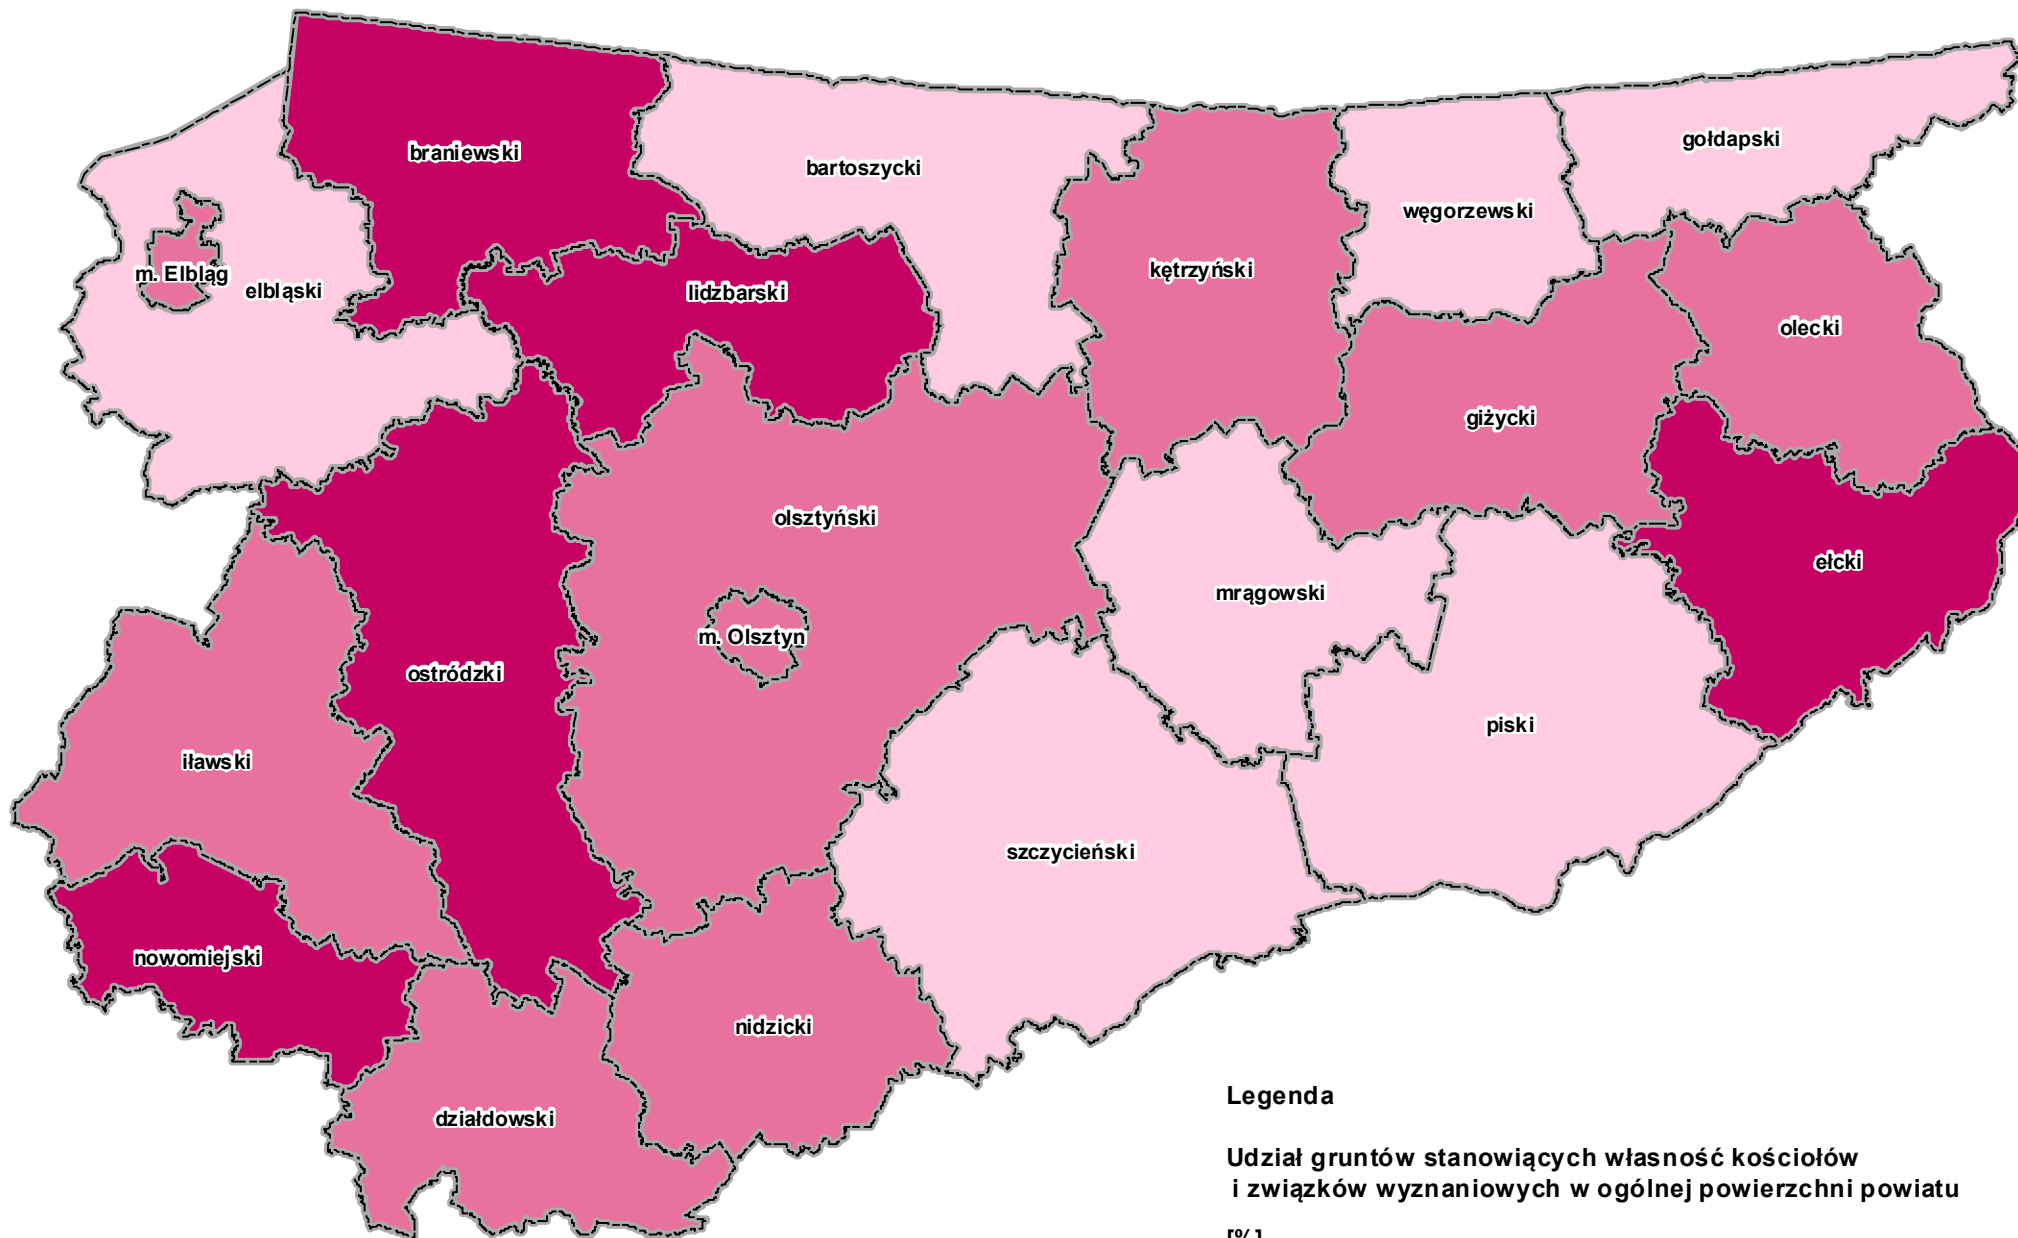 braniewski
bartoszycki
gołdapski
węgorzewski
m. Elbląg
elbląski
lidzbarski
kętrzyński
olecki
giżycki
olsztyński
ełcki
mrągowski
m. Olsztyn
ostródzki
piski
iławski
szczycieński
nowomiejski
nidzicki
działdowski
Legenda
Udział gruntów stanowiących własność kościołów
i związków wyznaniowych w ogólnej powierzchni powiatu
[%]